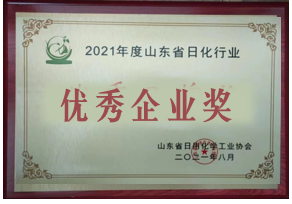 2021年度山东省日化行业
优秀企业奖
山东省日用化学工业协会
二〇二一年八月